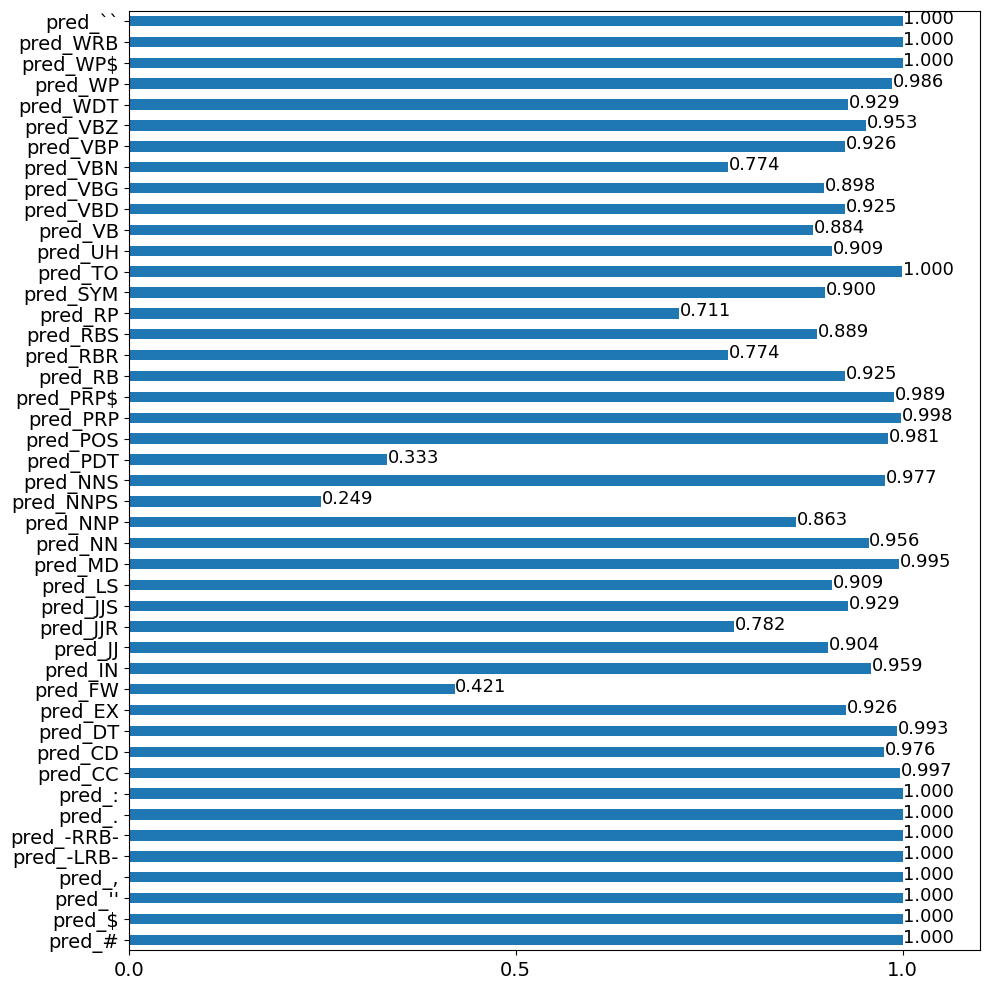 pred_`` 1.000
pred_WRB 1.000
pred_WP$ 1.000
pred_WP 0.986
pred_WDT 0.929
pred_VBZ 0.953
pred_VBP 0.926
pred_VBN 0.774
pred_VBG 0.898
pred_VBD 0.925
pred_VB 0.884
pred_UH 0.909
pred_TO 1.000
pred_SYM 0.900
pred_RP 0.711
pred_RBS 0.889
pred_RBR 0.774
pred_RB 0.925
pred_PRP$ 0.989
pred_PRP 0.998
pred_POS 0.981
pred_PDT 0.333
pred_NNS 0.977
pred_NNPS 0.249
pred_NNP 0.863
pred_NN 0.956
pred_MD 0.995
pred_LS 0.909
pred_JJS 0.929
pred_JJR 0.782
pred_JJ 0.904
pred_IN 0.959
pred_FW 0.421
pred_EX 0.926
pred_DT 0.993
pred_CD 0.976
pred_CC 0.997
pred_: 1.000
pred_. 1.000
pred_-RRB- 1.000
pred_-LRB- 1.000
pred_, 1.000
pred_'' 1.000
pred_$ 1.000
pred_# 1.000
0.0 0.5 1.0